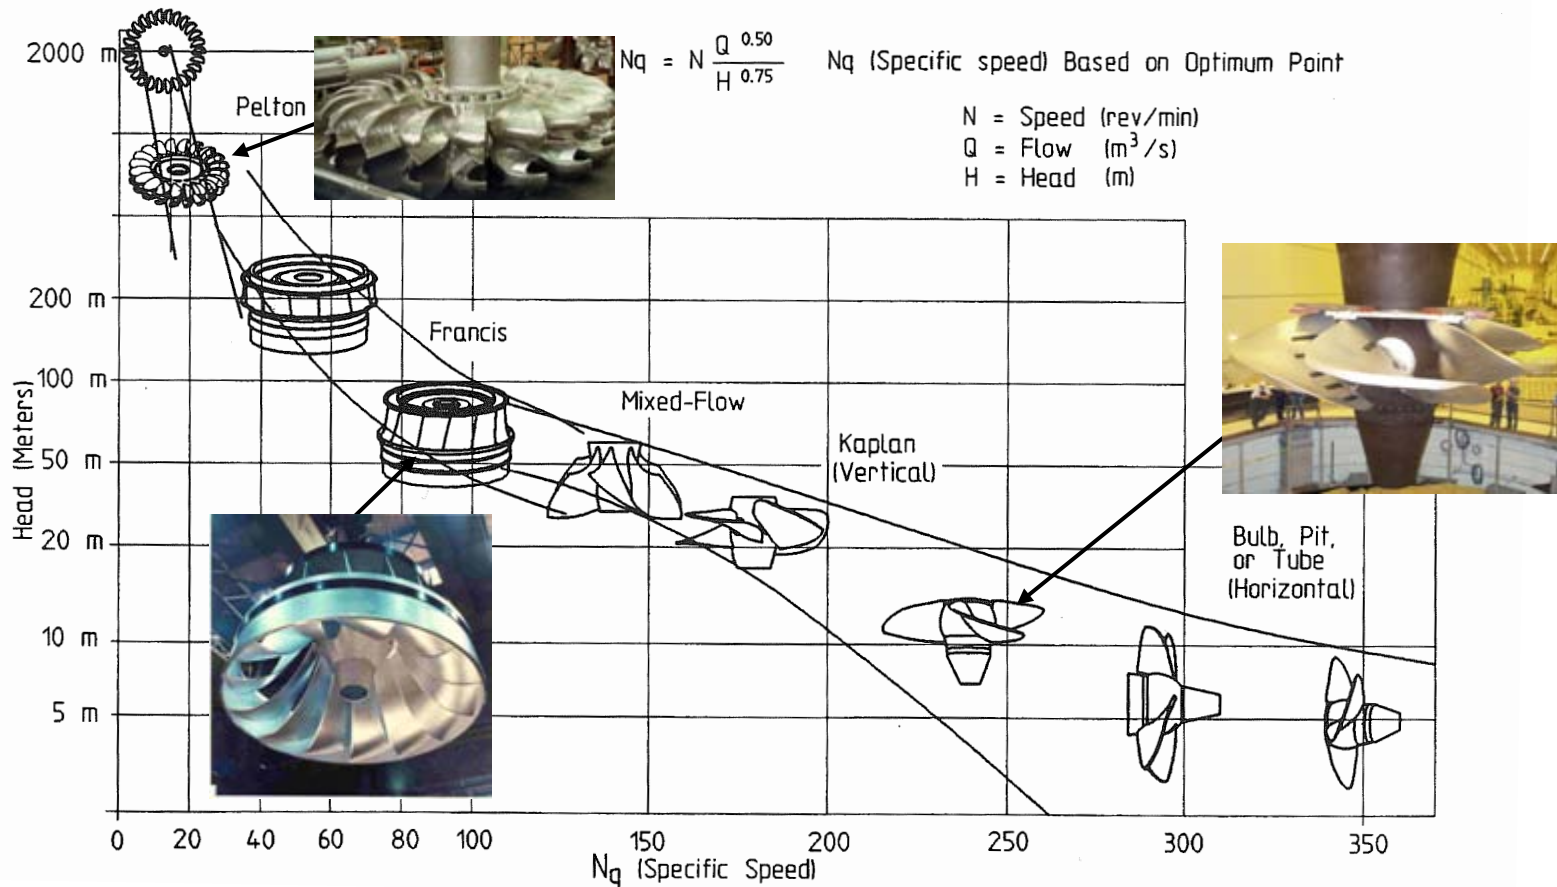 2000 m
Pelton
Nq = N Q 0.50 / H 0.75
Nq (Specific speed) Based on Optimum Point
N = Speed (rev/min)
Q = Flow (m³/s)
H = Head (m)
200 m
Francis
100 m
Mixed-Flow
Kaplan
(Vertical)
50 m
Head (Meters)
20 m
Bulb, Pit,
or Tube
(Horizontal)
10 m
5 m
0 20 40 60 80 100 150 200 250 300 350
Nq (Specific Speed)